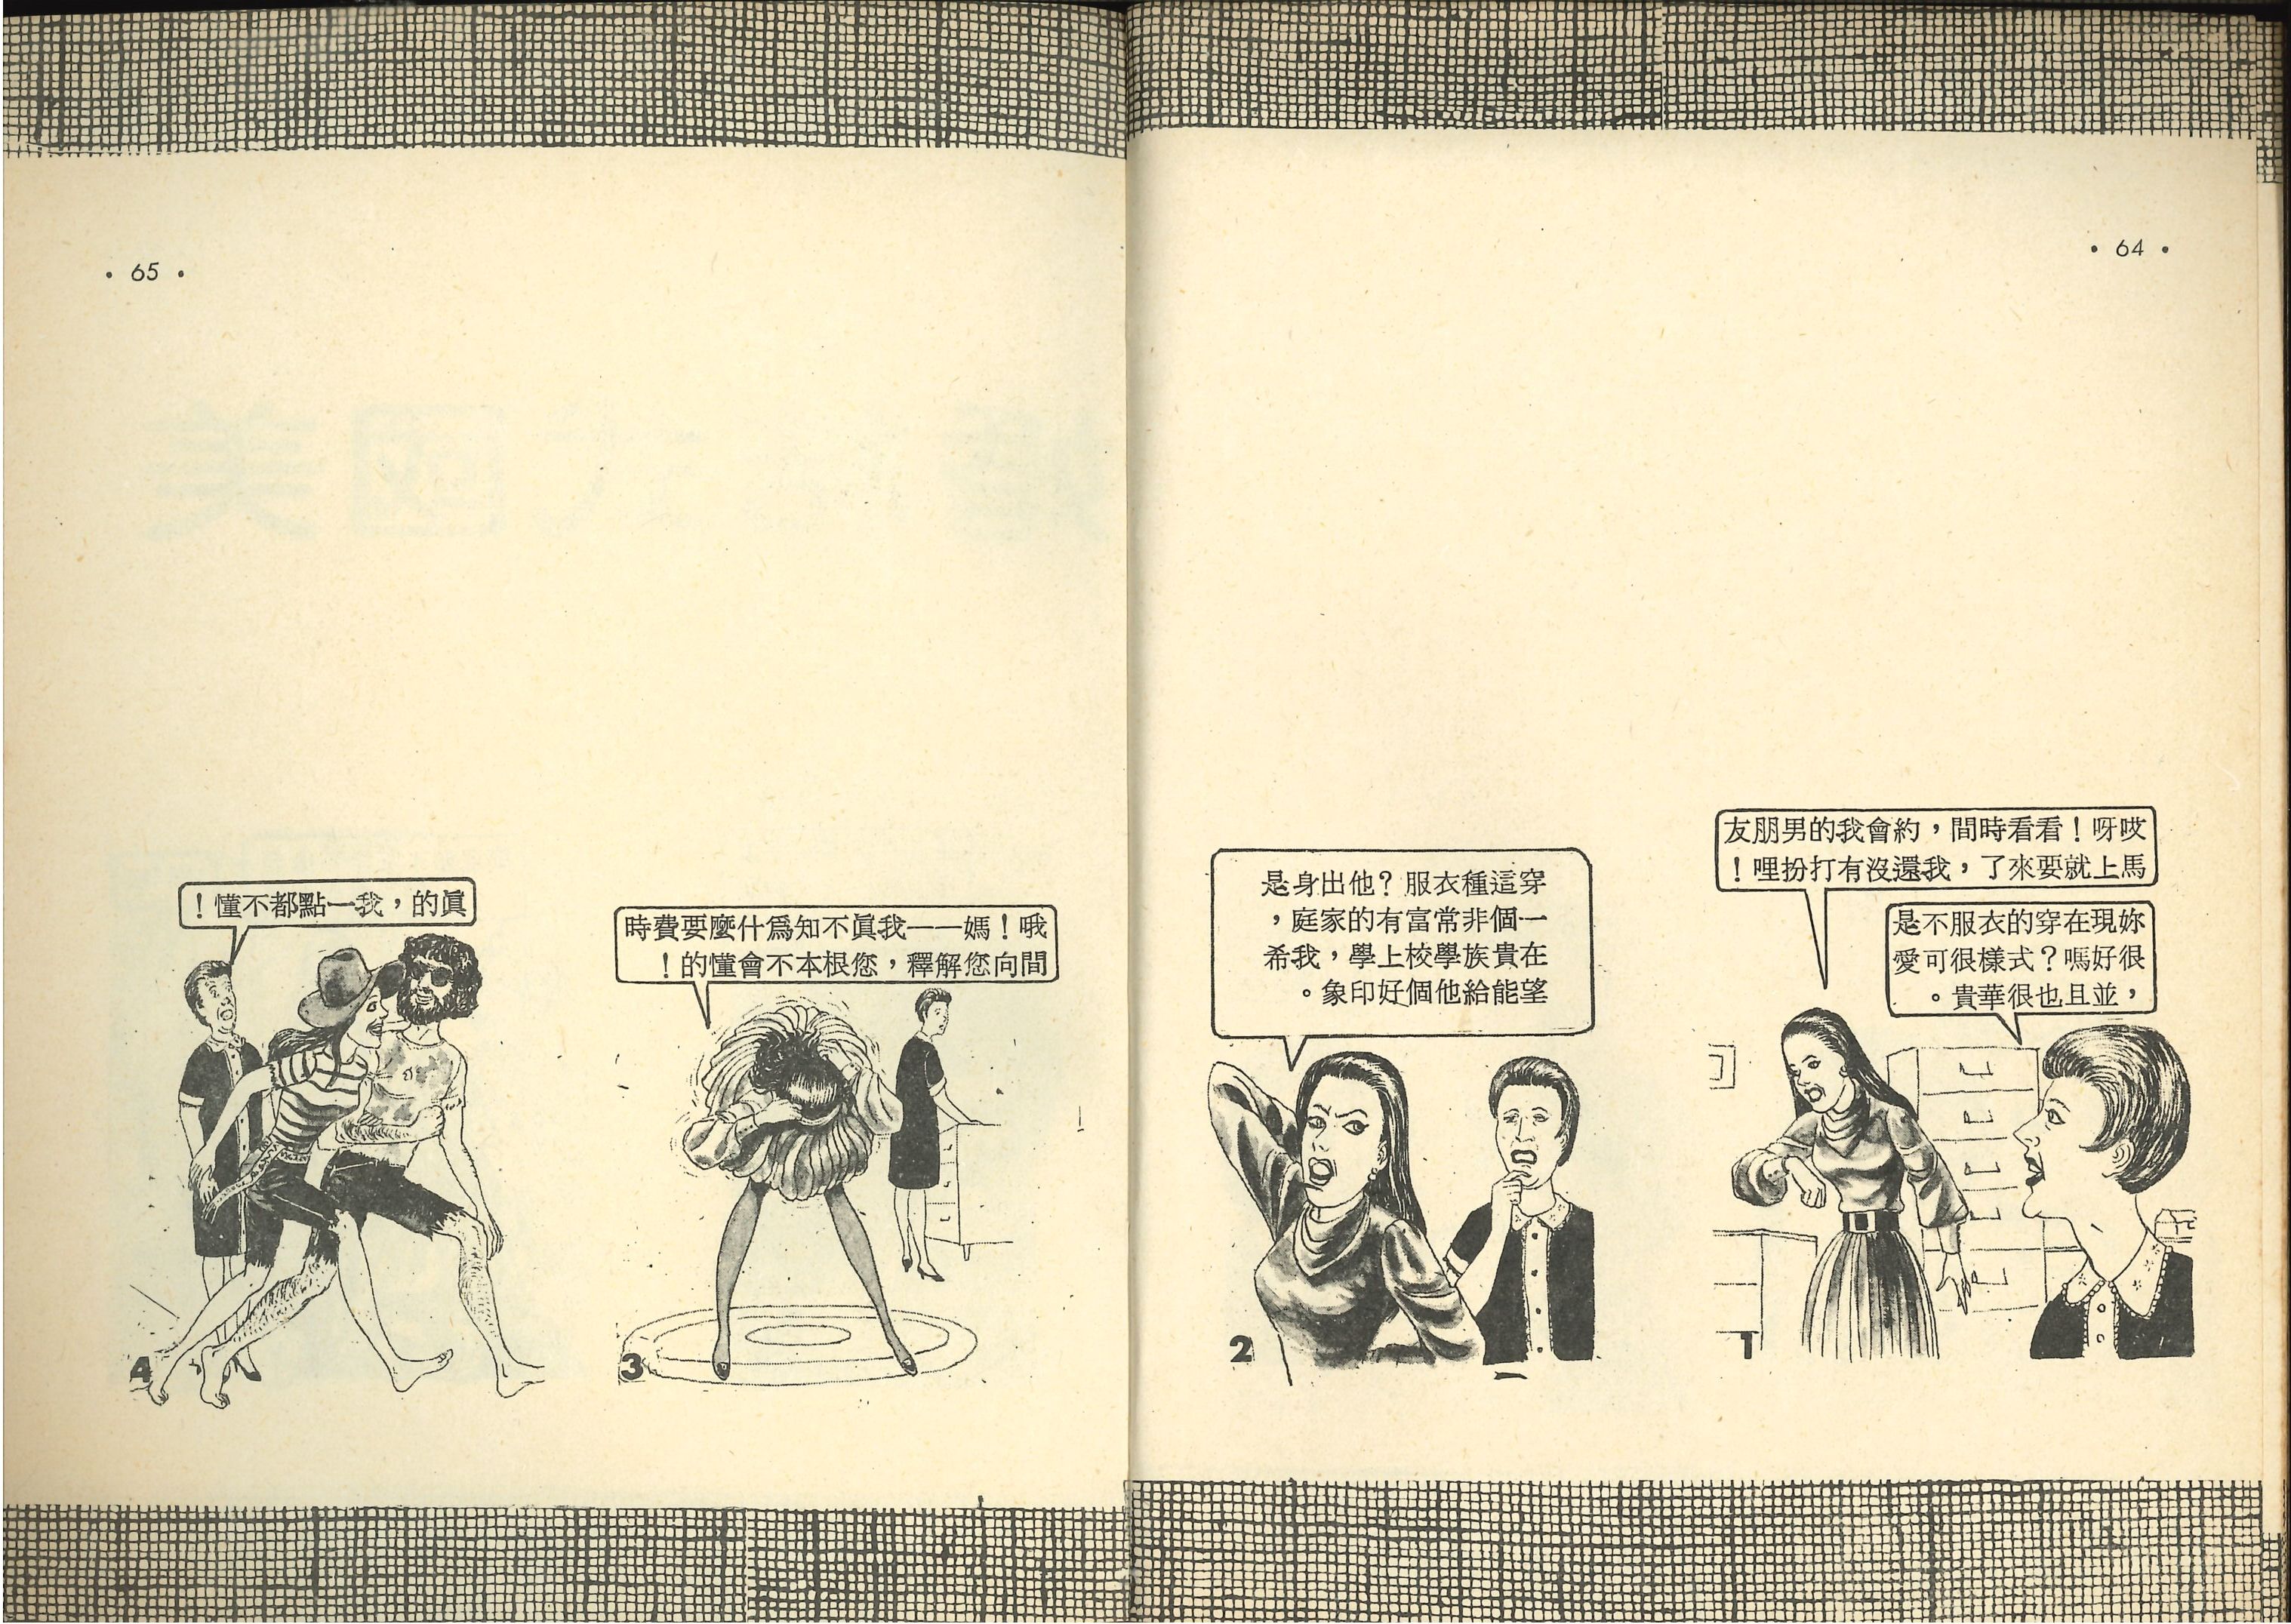 • 64 •
哎呀！看看時間，約會我的男朋友
馬上就要來了，我還沒有打扮哩！
妳現在穿的衣服不是
很好嗎？式樣很可愛
，並且也很華貴。
1
穿這種衣服？他出身是
一個非常富有的家庭，
在貴族學校上學，我希
望能給他個好印象。
2
• 65 •
哦！媽——我眞不知爲什麼要費時
間向您解釋，您根本不會懂的！
3
眞的，我一點都不懂！
4